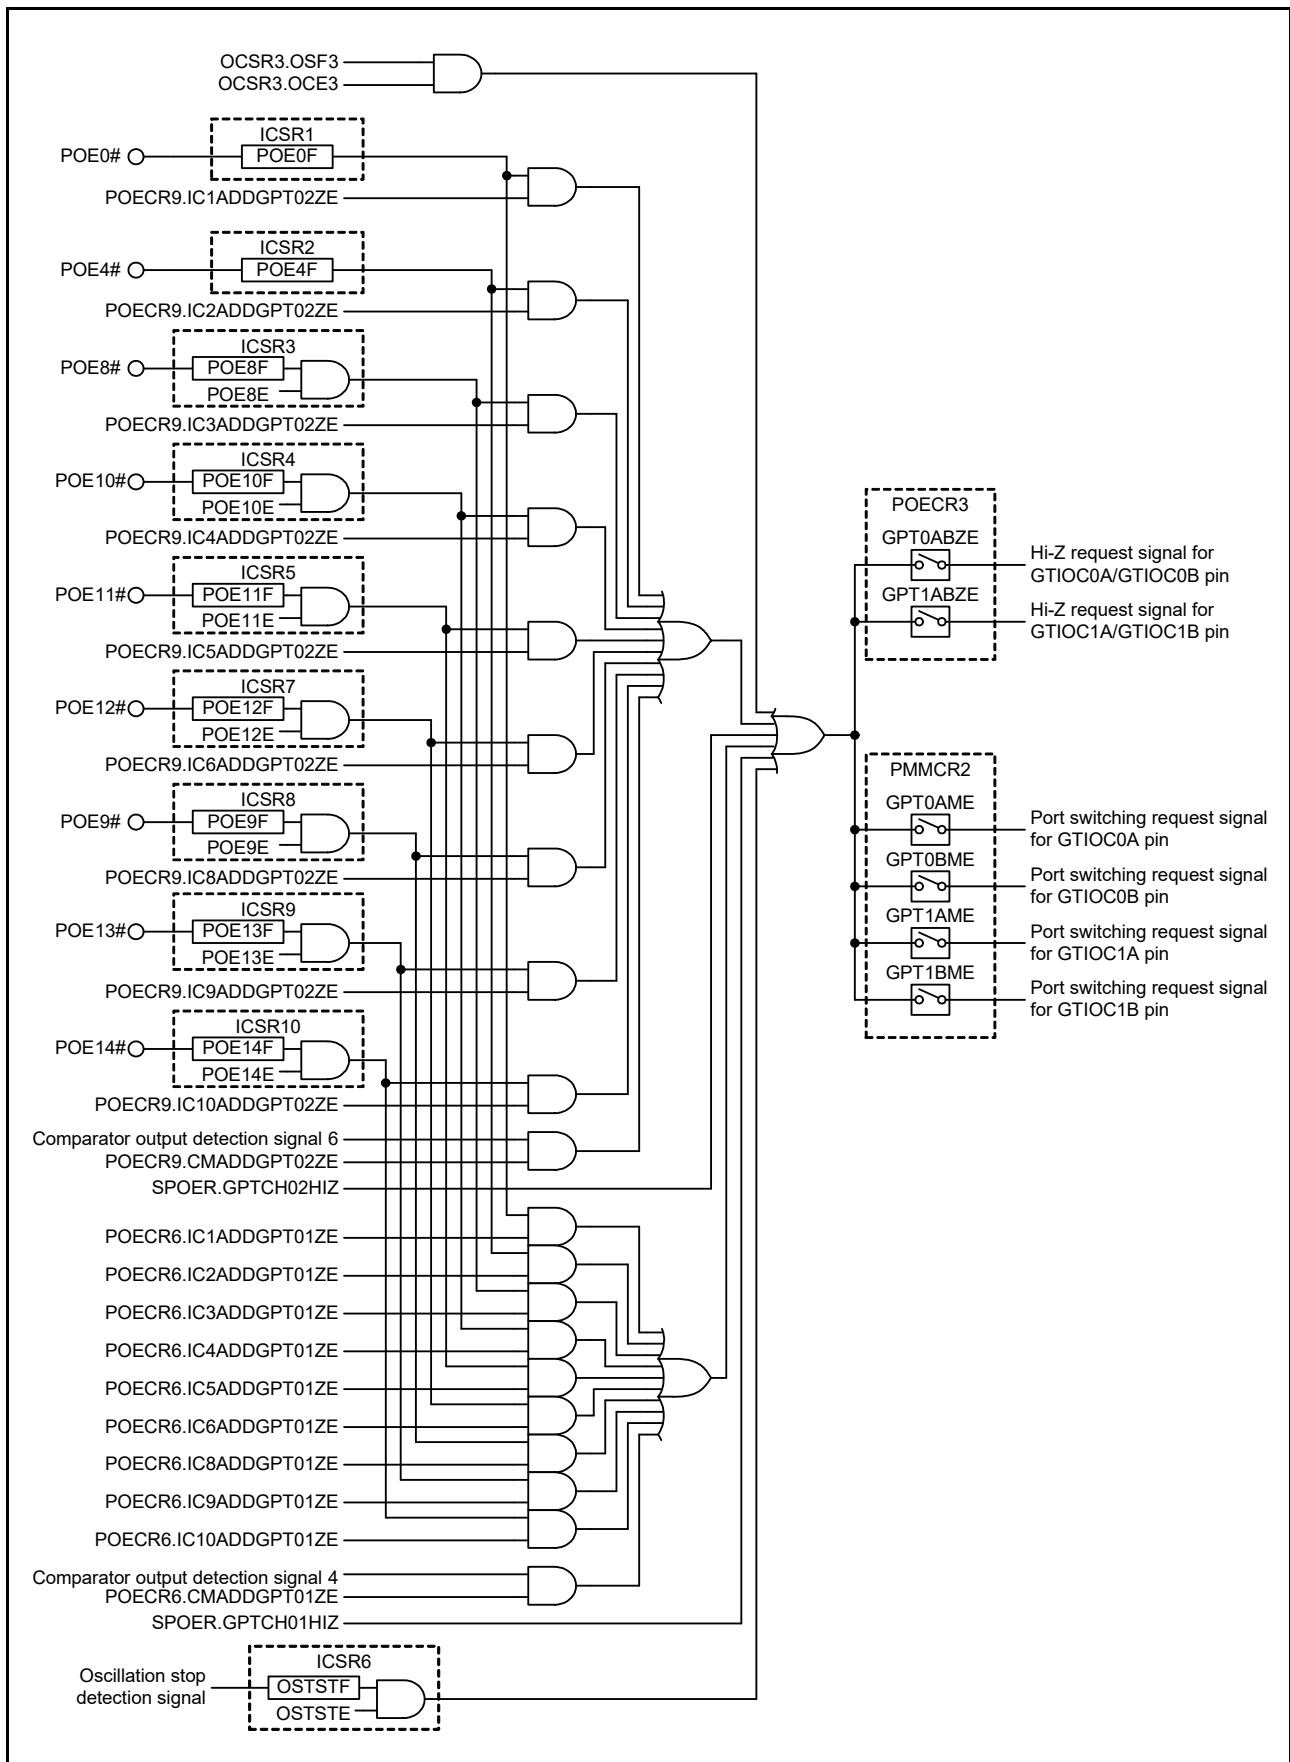 OCSR3.OSF3
OCSR3.OCE3
ICSR1
POE0#
POE0F
POECR9.IC1ADDGPT02ZE
ICSR2
POE4#
POE4F
POECR9.IC2ADDGPT02ZE
ICSR3
POE8#
POE8F
POE8E
POECR9.IC3ADDGPT02ZE
ICSR4
POE10#
POE10F
POE10E
POECR9.IC4ADDGPT02ZE
ICSR5
POE11#
POE11F
POE11E
POECR9.IC5ADDGPT02ZE
ICSR7
POE12#
POE12F
POE12E
POECR9.IC6ADDGPT02ZE
ICSR8
POE9#
POE9F
POE9E
POECR9.IC8ADDGPT02ZE
ICSR9
POE13#
POE13F
POE13E
POECR9.IC9ADDGPT02ZE
ICSR10
POE14#
POE14F
POE14E
POECR9.IC10ADDGPT02ZE
Comparator output detection signal 6
POECR9.CMADDGPT02ZE
SPOER.GPTCH02HIZ
POECR6.IC1ADDGPT01ZE
POECR6.IC2ADDGPT01ZE
POECR6.IC3ADDGPT01ZE
POECR6.IC4ADDGPT01ZE
POECR6.IC5ADDGPT01ZE
POECR6.IC6ADDGPT01ZE
POECR6.IC8ADDGPT01ZE
POECR6.IC9ADDGPT01ZE
POECR6.IC10ADDGPT01ZE
Comparator output detection signal 4
POECR6.CMADDGPT01ZE
SPOER.GPTCH01HIZ
ICSR6
Oscillation stop
detection signal
OSTSTF
OSTSTE
POECR3
GPT0ABZE
Hi-Z request signal for
GTIOC0A/GTIOC0B pin
GPT1ABZE
Hi-Z request signal for
GTIOC1A/GTIOC1B pin
PMMCR2
GPT0AME
Port switching request signal
for GTIOC0A pin
GPT0BME
Port switching request signal
for GTIOC0B pin
GPT1AME
Port switching request signal
for GTIOC1A pin
GPT1BME
Port switching request signal
for GTIOC1B pin